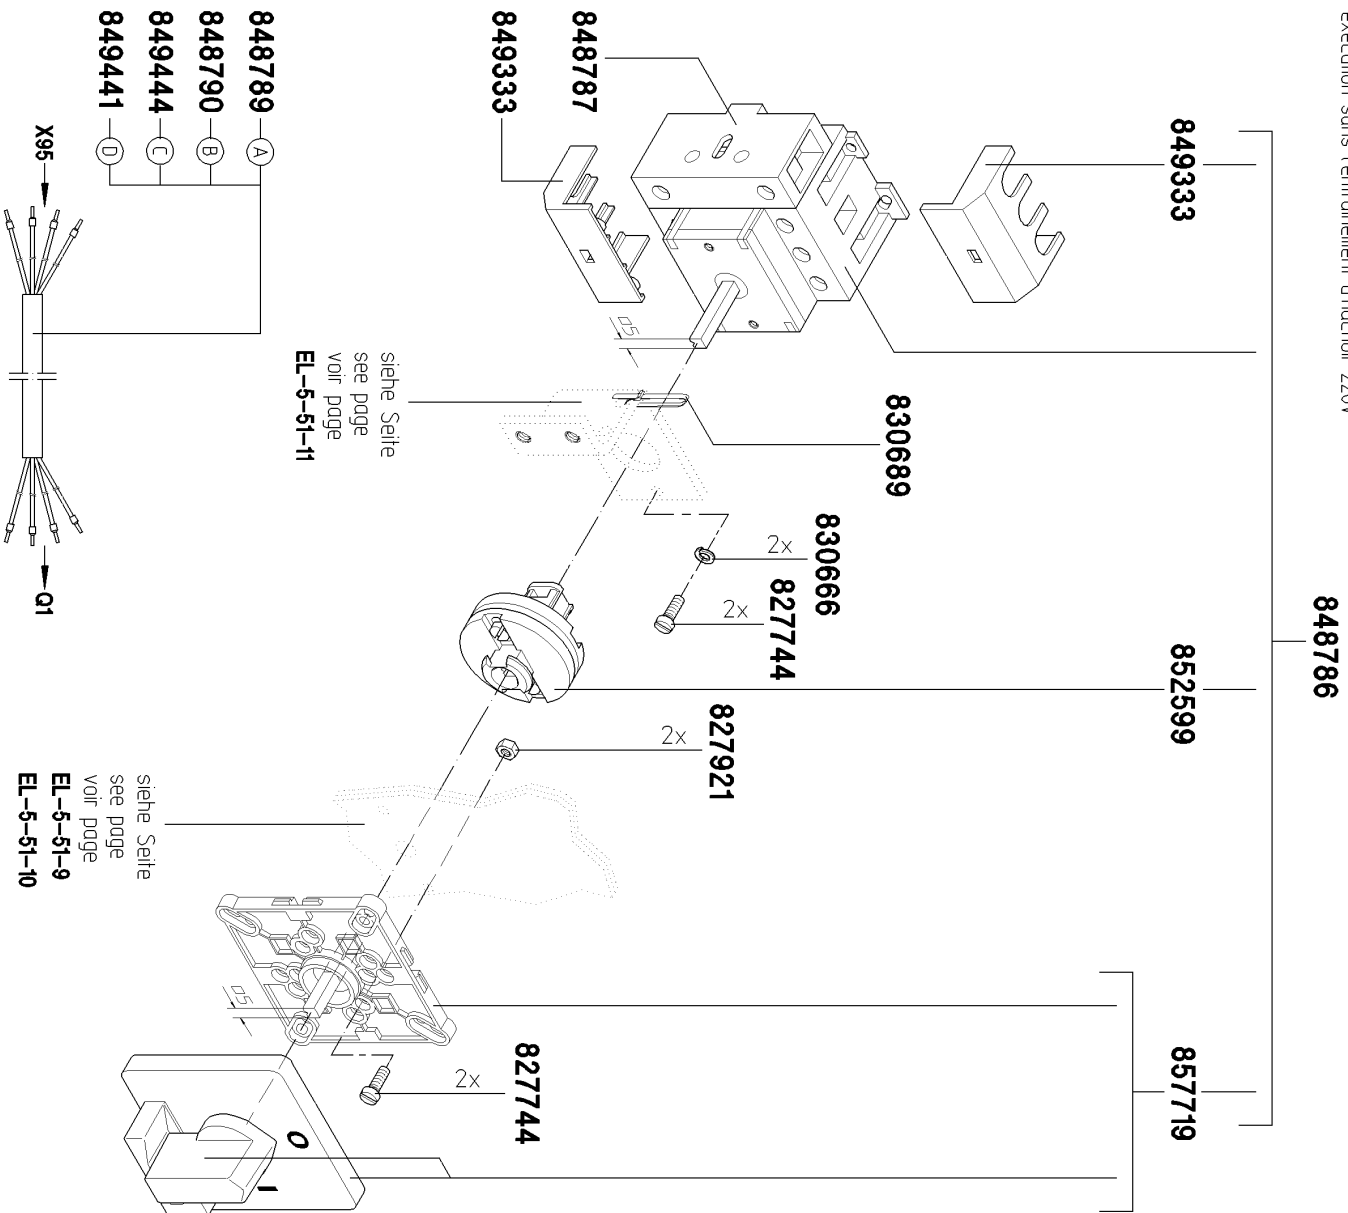 848786
849333
852599
857719
830689
830666
2x
827744
2x
827921
2x
827744
2x
848787
849333
□5
siehe Seite
see page
voir page
EL-5-51-11
848789 A
848790 B
849444 C
849441 D
X95
Q1
siehe Seite
see page
voir page
EL-5-51-9
EL-5-51-10
□5
O
I